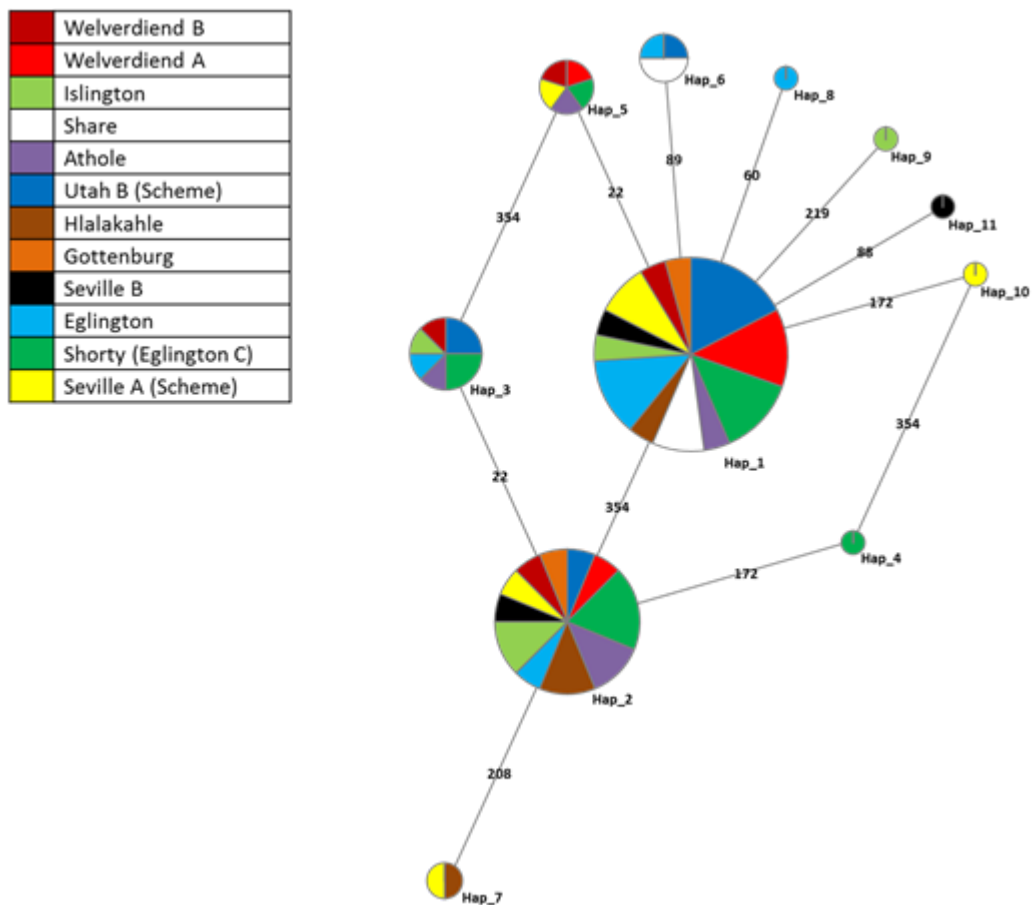 Welverdiend B
Welverdiend A
Islington
Share
Athole
Utah B (Scheme)
Hlalakahle
Gottenburg
Seville B
Eglington
Shorty (Eglington C)
Seville A (Scheme)
Hap_5
Hap_6
Hap_8
Hap_9
Hap_11
Hap_10
354
22
89
60
219
88
172
Hap_3
Hap_1
354
22
354
Hap_4
172
Hap_2
208
Hap_7